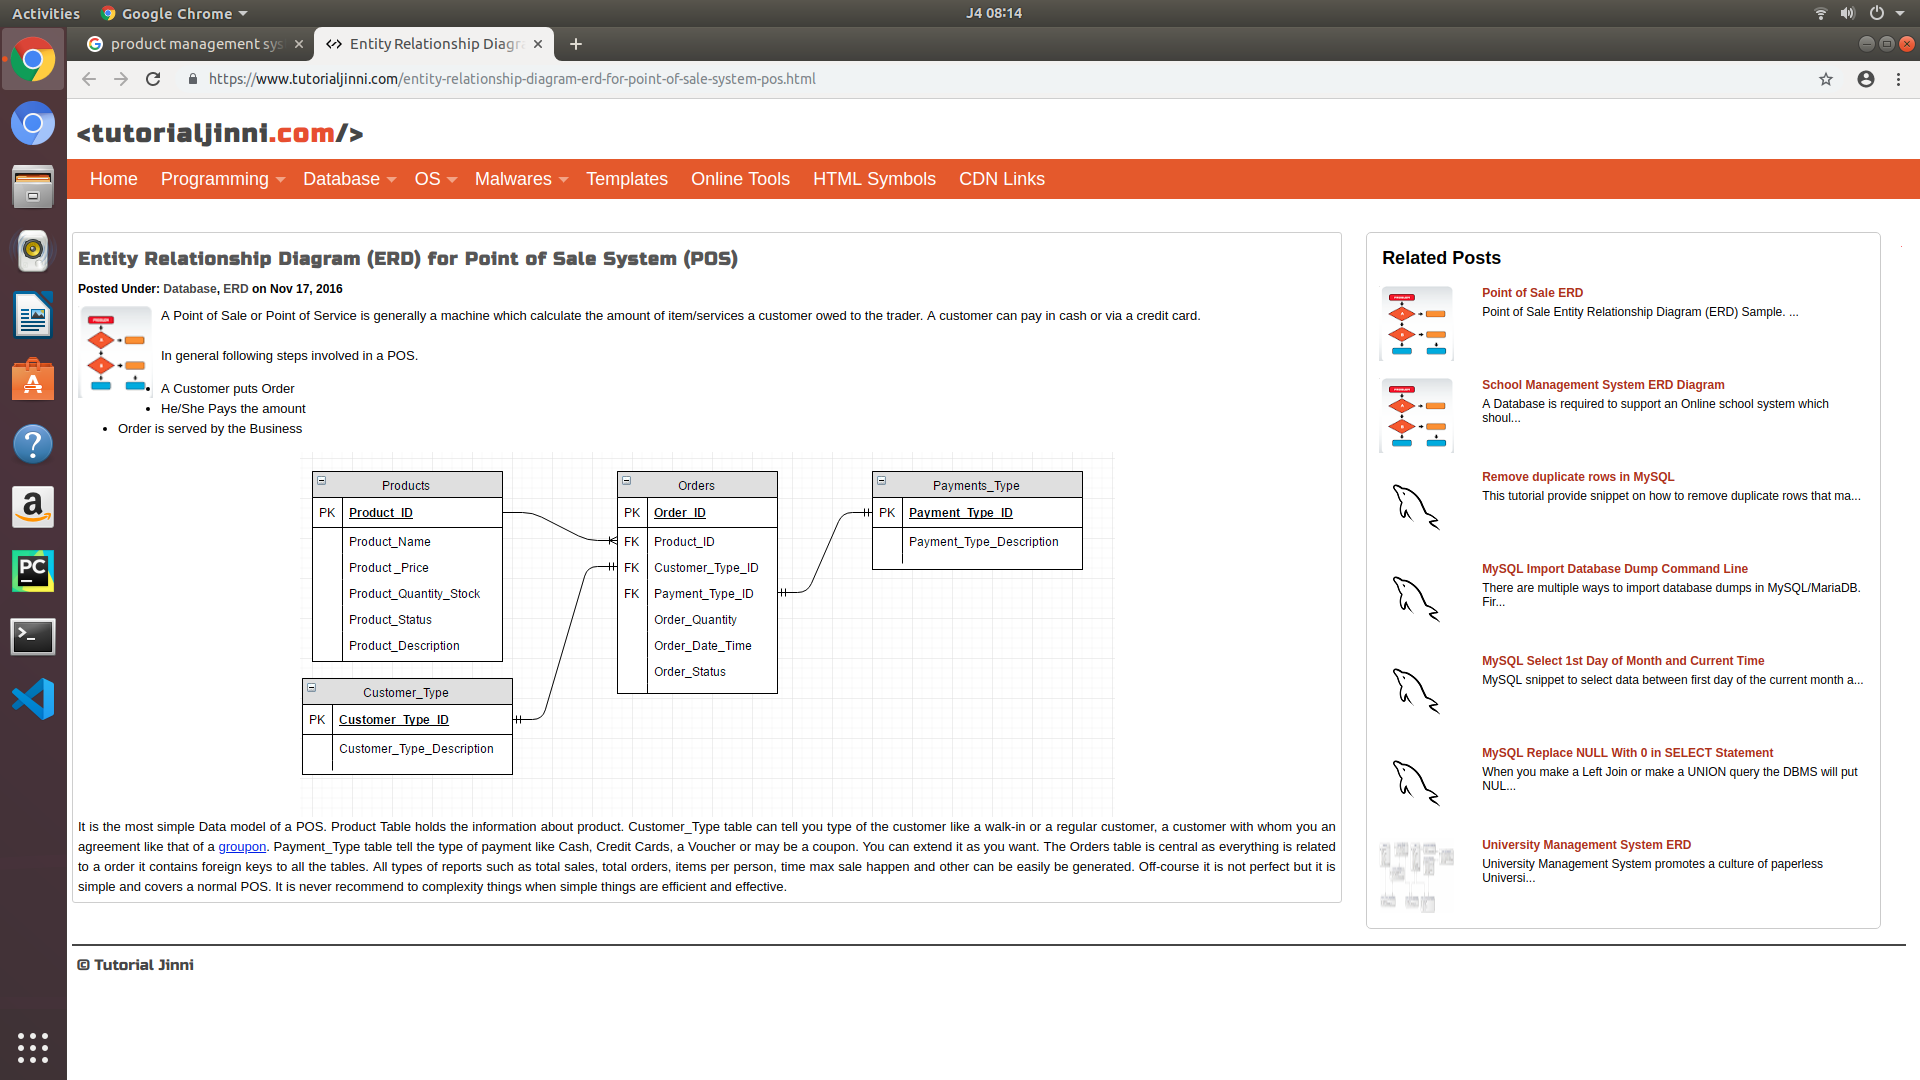 Activities
Google Chrome
J4 08:14
product management sys
Entity Relationship Diagra
https://www.tutorialjinni.com/entity-relationship-diagram-erd-for-point-of-sale-system-pos.html
<tutorialjinni.com/>
Home Programming Database OS Malwares Templates Online Tools HTML Symbols CDN Links
Entity Relationship Diagram (ERD) for Point of Sale System (POS)
Posted Under: Database, ERD on Nov 17, 2016
A Point of Sale or Point of Service is generally a machine which calculate the amount of item/services a customer owed to the trader. A customer can pay in cash or via a credit card.
In general following steps involved in a POS.
• A Customer puts Order
• He/She Pays the amount
• Order is served by the Business
Products
PK Product_ID
Product_Name
Product _Price
Product_Quantity_Stock
Product_Status
Product_Description
Customer_Type
PK Customer_Type_ID
Customer_Type_Description
Orders
PK Order_ID
FK Product_ID
FK Customer_Type_ID
FK Payment_Type_ID
Order_Quantity
Order_Date_Time
Order_Status
Payments_Type
PK Payment_Type_ID
Payment_Type_Description
It is the most simple Data model of a POS. Product Table holds the information about product. Customer_Type table can tell you type of the customer like a walk-in or a regular customer, a customer with whom you an
agreement like that of a groupon. Payment_Type table tell the type of payment like Cash, Credit Cards, a Voucher or may be a coupon. You can extend it as you want. The Orders table is central as everything is related
to a order it contains foreign keys to all the tables. All types of reports such as total sales, total orders, items per person, time max sale happen and other can be easily be generated. Off-course it is not perfect but it is
simple and covers a normal POS. It is never recommend to complexity things when simple things are efficient and effective.
Related Posts
Point of Sale ERD
Point of Sale Entity Relationship Diagram (ERD) Sample. ...
School Management System ERD Diagram
A Database is required to support an Online school system which
shoul...
Remove duplicate rows in MySQL
This tutorial provide snippet on how to remove duplicate rows that ma...
MySQL Import Database Dump Command Line
There are multiple ways to import database dumps in MySQL/MariaDB.
Fir...
MySQL Select 1st Day of Month and Current Time
MySQL snippet to select data between first day of the current month a...
MySQL Replace NULL With 0 in SELECT Statement
When you make a Left Join or make a UNION query the DBMS will put
NUL...
University Management System ERD
University Management System promotes a culture of paperless
Universi...
© Tutorial Jinni